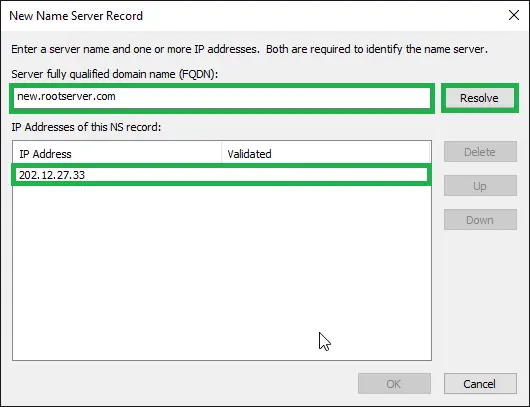 New Name Server Record
Enter a server name and one or more IP addresses. Both are required to identify the name server.
Server fully qualified domain name (FQDN):
new.rootserver.com
Resolve
IP Addresses of this NS record:
IP Address Validated
Delete
202.12.27.33
Up
Down
OK Cancel